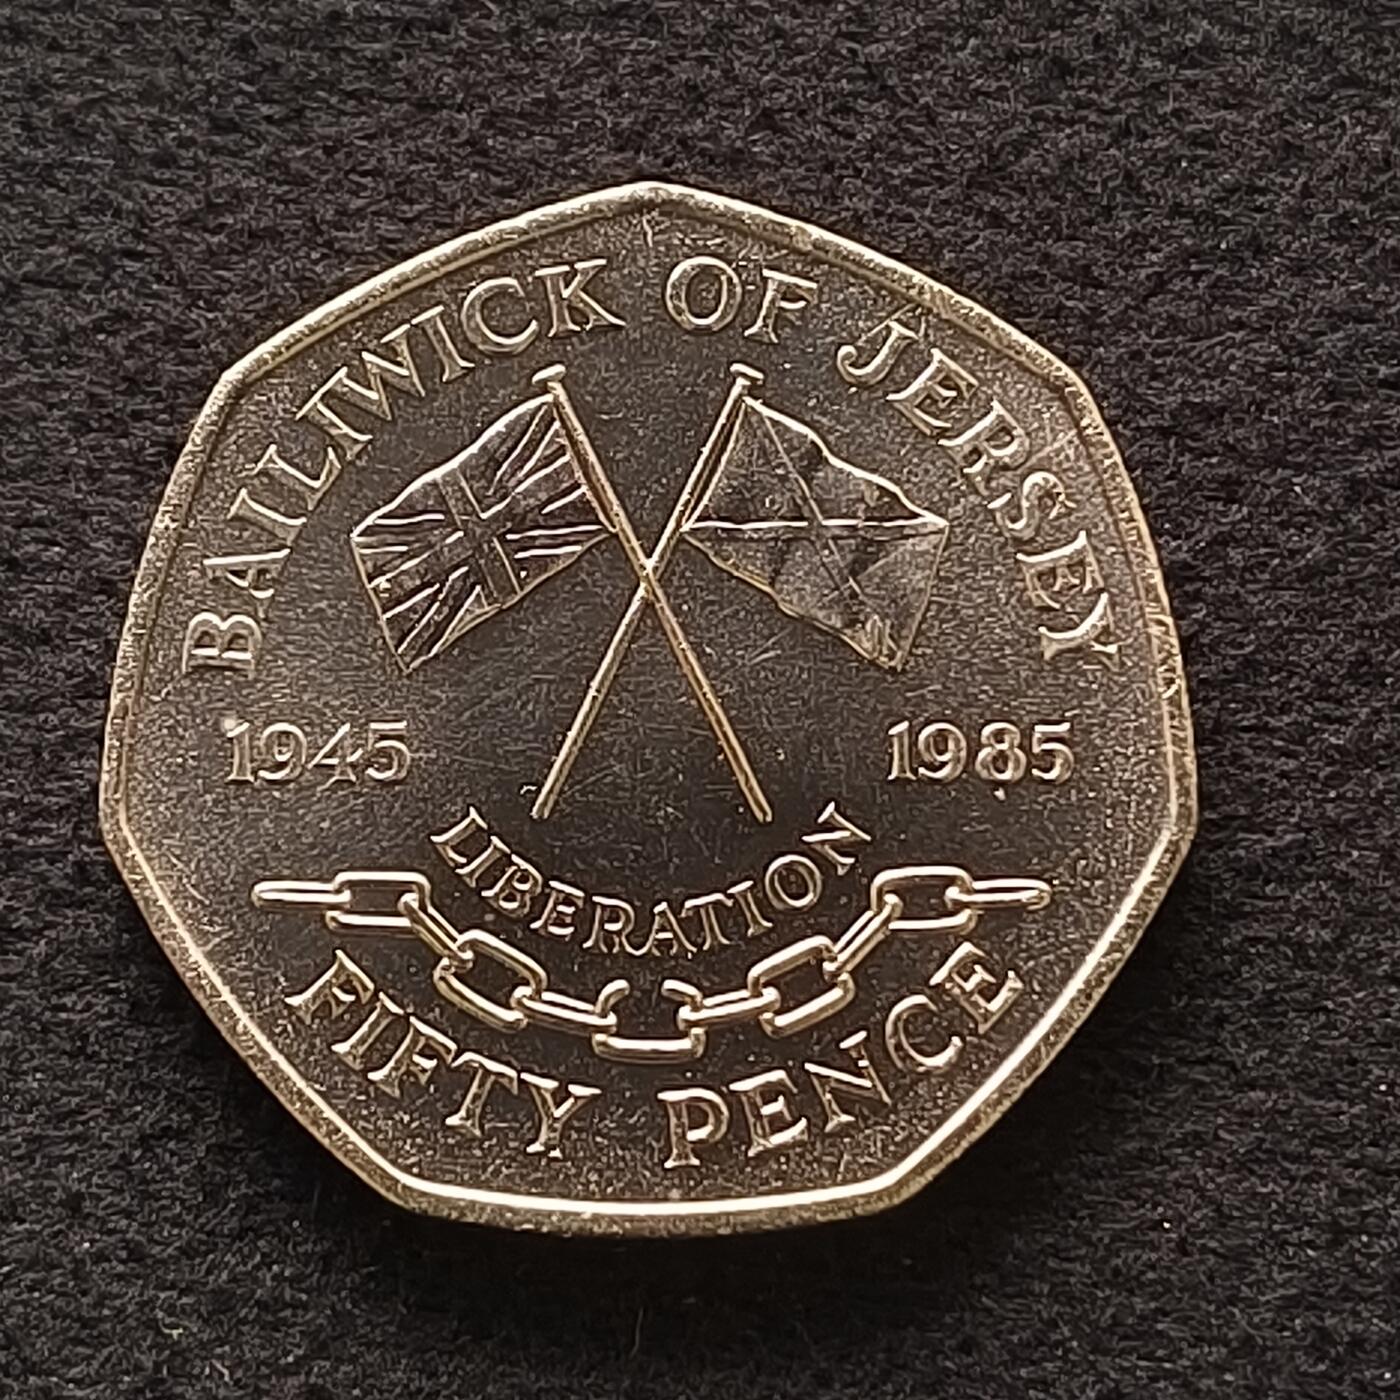 BAILIWICK OF JERSEY
1945 1985
LIBERATION
FIFTY PENCE